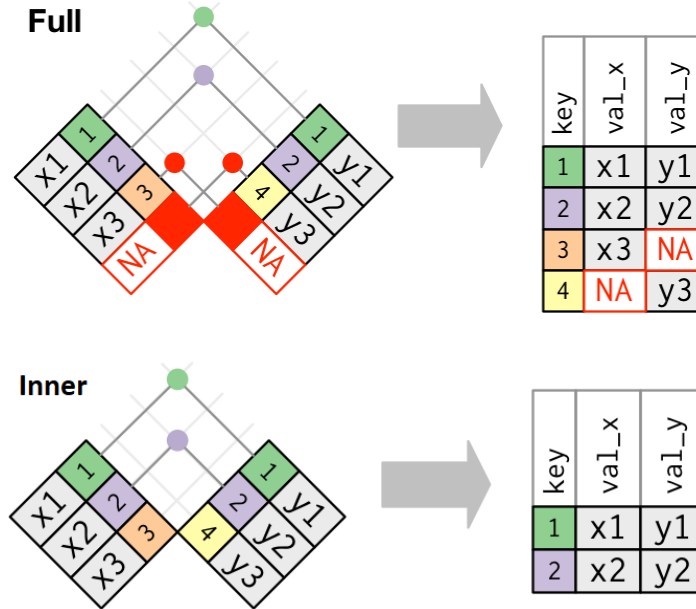 Full
1 2 3
x1 x2 x3 NA
1 2 4
y1 y2 y3 NA
key val_x val_y
1 x1 y1
2 x2 y2
3 x3 NA
4 NA y3
Inner
1 2 3
x1 x2 x3
1 2 4
y1 y2 y3
key val_x val_y
1 x1 y1
2 x2 y2